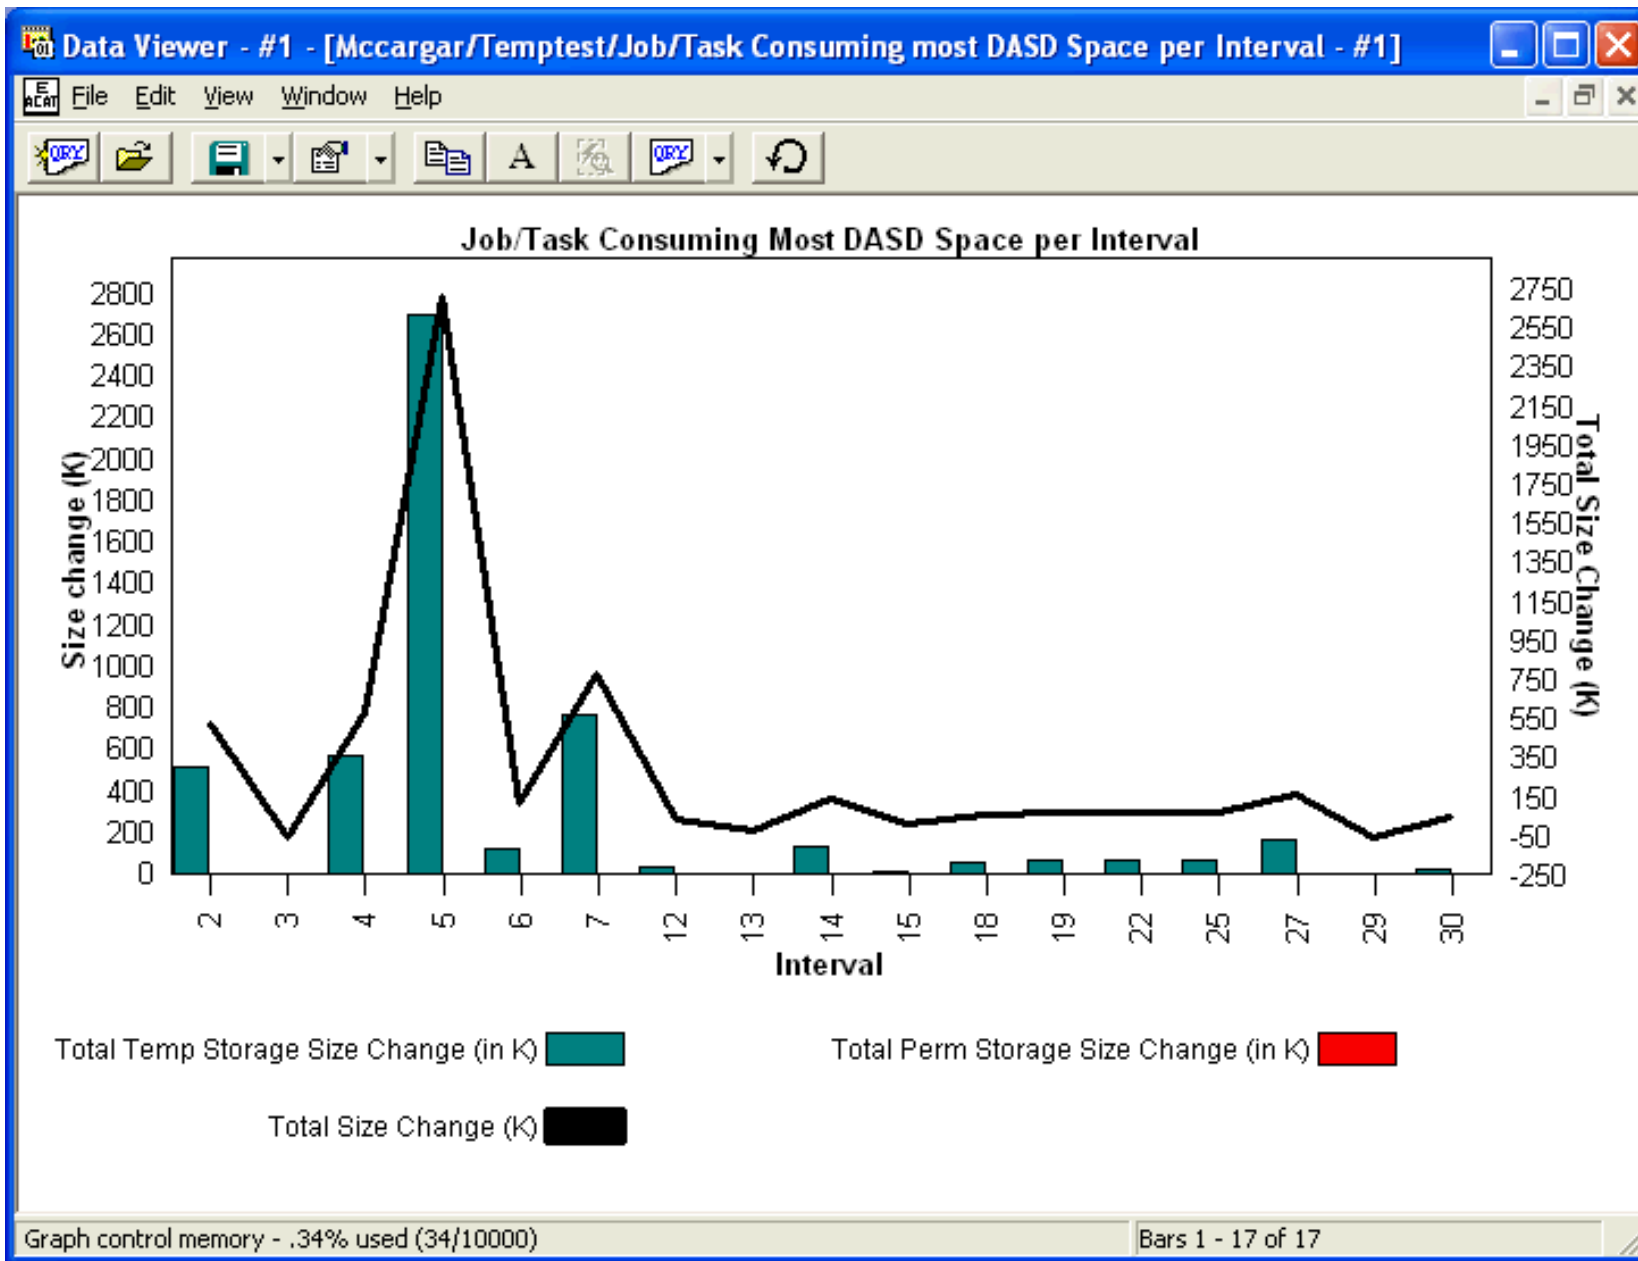 Data Viewer - #1 - [Mccargar/Temptest/Job/Task Consuming most DASD Space per Interval - #1]
E
ACAT
File Edit View Window Help
QRY
A
QRY
Job/Task Consuming Most DASD Space per Interval
Size change (K)
2800
2600
2400
2200
2000
1800
1600
1400
1200
1000
800
600
400
200
0
2750
2550
2350
2150
1950
1750
1550
1350
1150
950
750
550
350
150
-50
-250
Total Size Change (K)
2 3 4 5 6 7 12 13 14 15 18 19 22 25 27 29 30
Interval
Total Temp Storage Size Change (in K)
Total Perm Storage Size Change (in K)
Total Size Change (K)
Graph control memory - .34% used (34/10000)
Bars 1 - 17 of 17